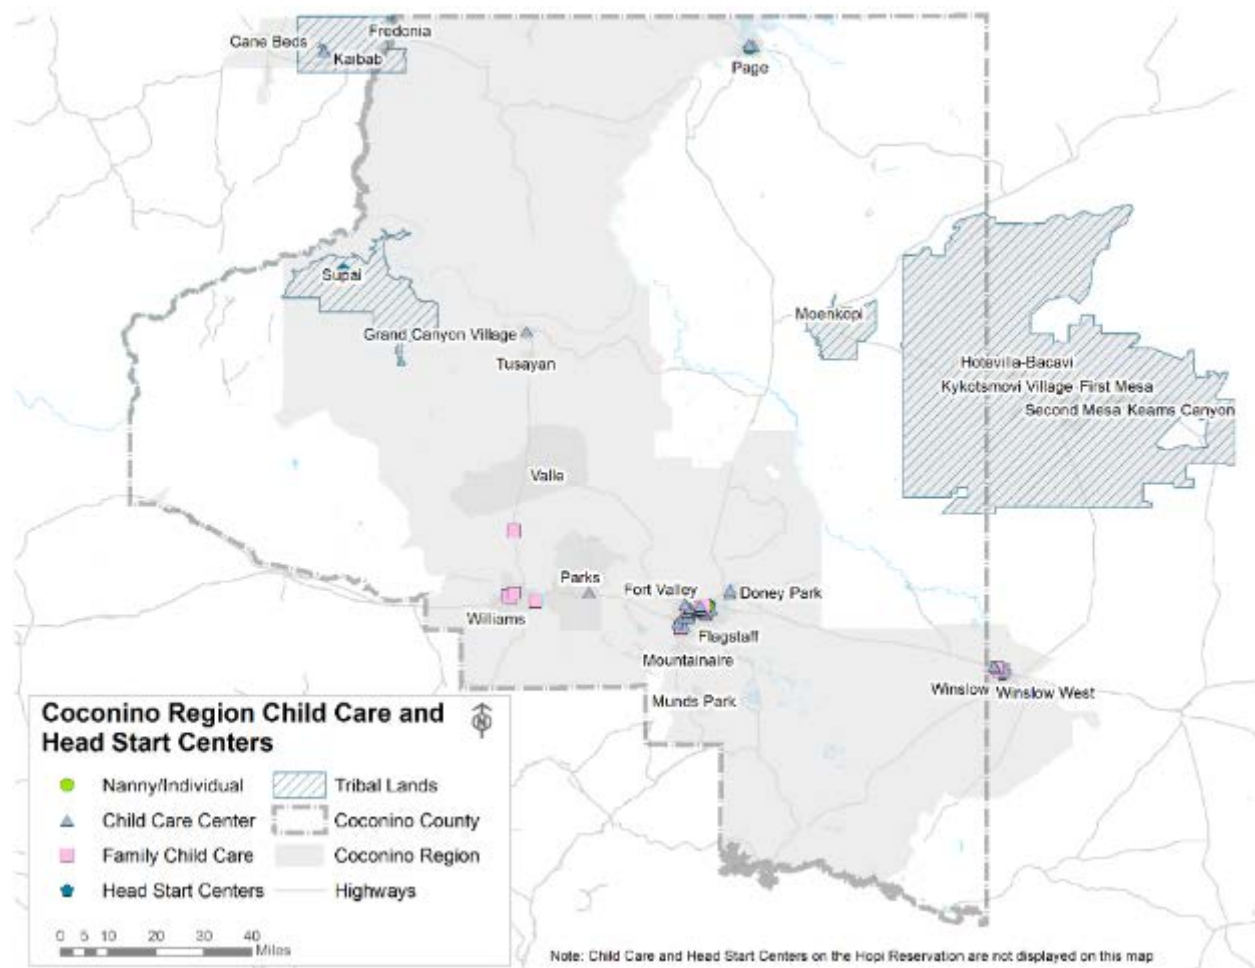 Fredonia
Cane Beds
Kaibab
Page
Supai
Moenkopi
Grand Canyon Village
Tusayan
Hotevilla-Bacavi
Kykotsmovi Village First Mesa
Second Mesa Keams Canyon
Valle
Parks
Fort Valley
Doney Park
Williams
Flagstaff
Mountainaire
Winslow
Winslow West
Munds Park
Coconino Region Child Care and
Head Start Centers
N
Nanny/Individual
Tribal Lands
Child Care Center
Coconino County
Family Child Care
Coconino Region
Head Start Centers
Highways
0 5 10 20 30 40
Miles
Note: Child Care and Head Start Centers on the Hopi Reservation are not displayed on this map